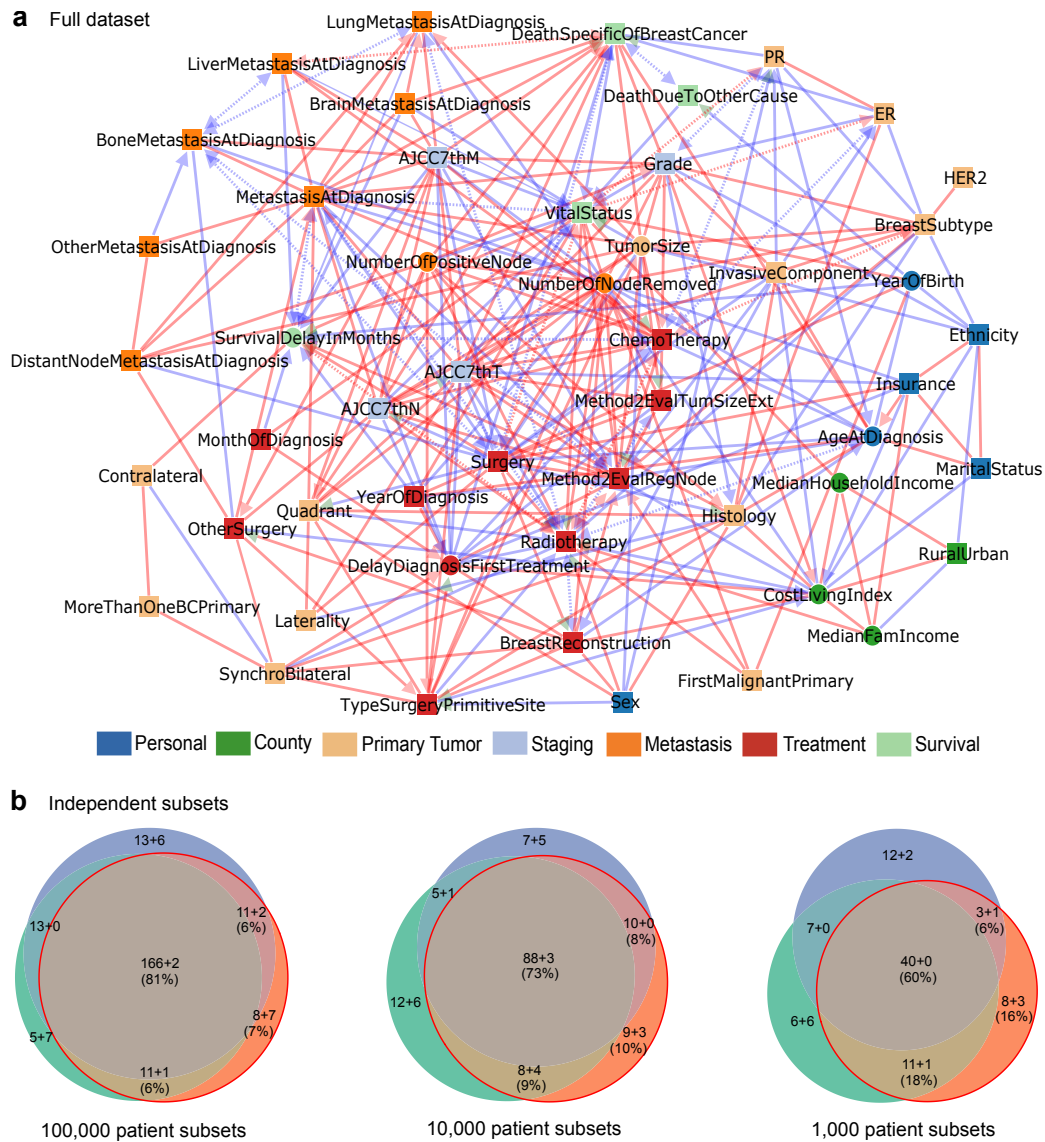 a Full dataset
LungMetastasisAtDiagnosis
DeathSpecificOfBreastCancer
PR
LiverMetastasisAtDiagnosis
DeathDueToOtherCause
BrainMetastasisAtDiagnosis
ER
BoneMetastasisAtDiagnosis
AJCC7thM
Grade
HER2
MetastasisAtDiagnosis
VitalStatus
BreastSubtype
OtherMetastasisAtDiagnosis
TumorSize
NumberOfPositiveNode
InvasiveComponent
YearOfBirth
NumberOfNodeRemoved
SurvivalDelayInMonths
ChemoTherapy
Ethnicity
DistantNodeMetastasisAtDiagnosis
AJCC7thT
Insurance
AJCC7thN
Method2EvalTumSizeExt
MonthOfDiagnosis
AgeAtDiagnosis
Surgery
MaritalStatus
Contralateral
Method2EvalRegNode
MedianHouseholdIncome
YearOfDiagnosis
Quadrant
Histology
OtherSurgery
Radiotherapy
RuralUrban
DelayDiagnosisFirstTreatment
CostLivingIndex
MoreThanOneBCPrimary
Laterality
MedianFamIncome
BreastReconstruction
SynchroBilateral
FirstMalignantPrimary
TypeSurgeryPrimitiveSite
Sex
Personal County Primary Tumor Staging Metastasis Treatment Survival
b Independent subsets
13+6
13+0
11+2
(6%)
166+2
(81%)
5+7
8+7
(7%)
11+1
(6%)
100,000 patient subsets
7+5
5+1
10+0
(8%)
88+3
(73%)
12+6
9+3
(10%)
8+4
(9%)
10,000 patient subsets
12+2
7+0
3+1
(6%)
40+0
(60%)
6+6
8+3
(16%)
11+1
(18%)
1,000 patient subsets